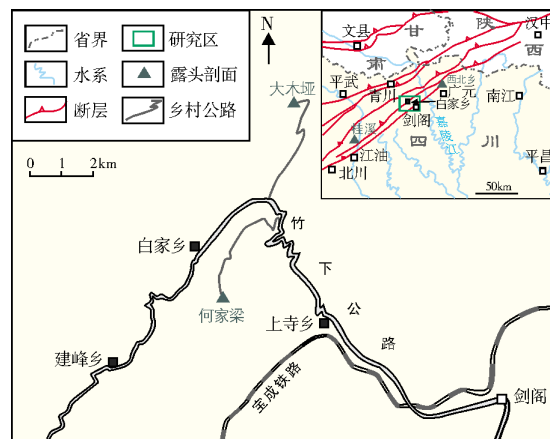 省界
研究区
水系
露头剖面
断层
乡村公路
0 1 2km
N
大木垭
白家乡
何家梁
建峰乡
上寺乡
竹下公路
宝成铁路
剑阁
文县
甘肃
陕西
汉中
平武
青川
西北乡
广元
白家乡
剑阁
南江
桂溪
江油
北川
四川
嘉陵江
平昌
50km